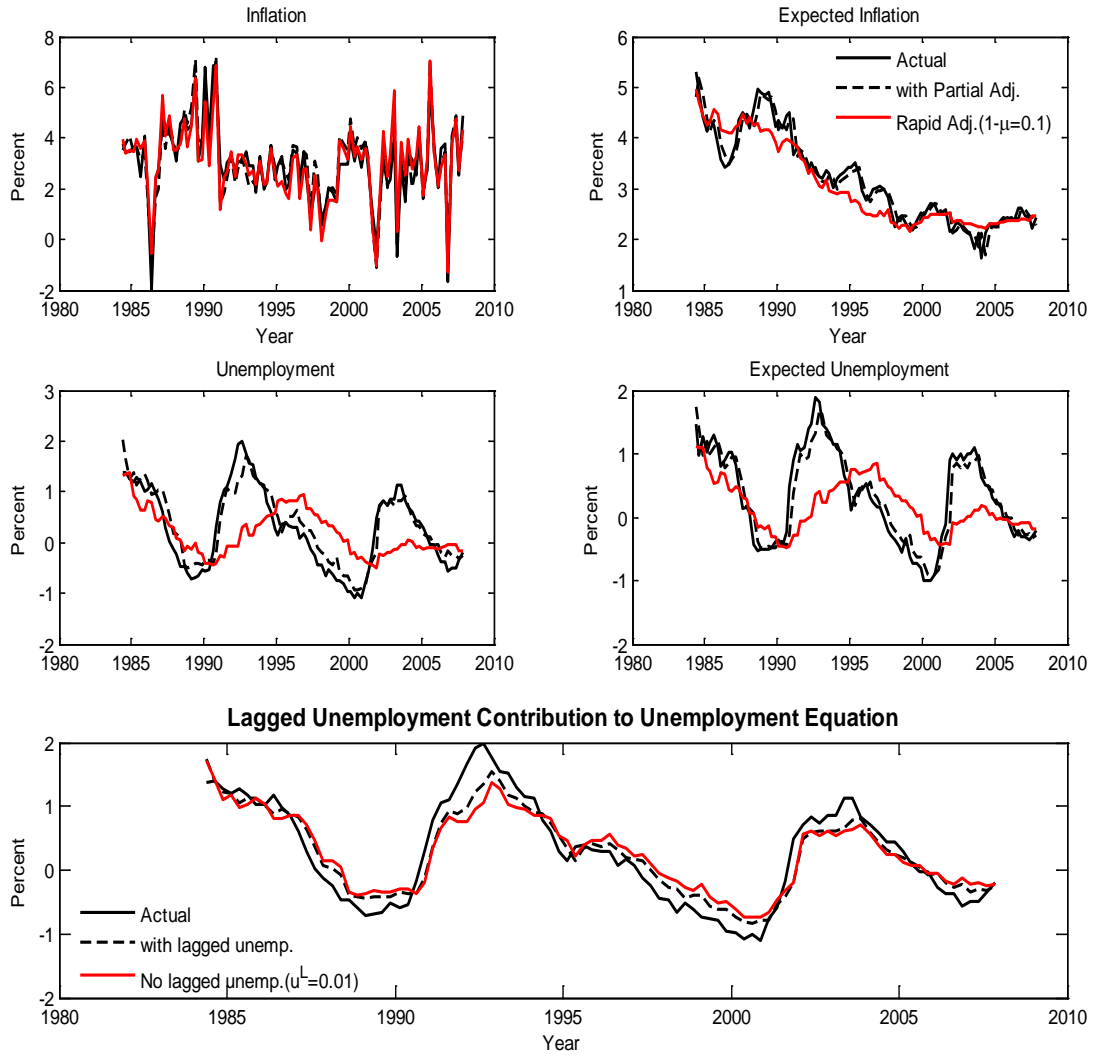 Inflation
8
6
4
2
0
-2
Percent
1980 1985 1990 1995 2000 2005 2010
Year
Expected Inflation
6
5
4
3
2
1
Percent
Actual
with Partial Adj.
Rapid Adj.(1-μ=0.1)
1980 1985 1990 1995 2000 2005 2010
Year
Unemployment
3
2
1
0
-1
-2
Percent
1980 1985 1990 1995 2000 2005 2010
Expected Unemployment
2
1
0
-1
-2
Percent
1980 1985 1990 1995 2000 2005 2010
Lagged Unemployment Contribution to Unemployment Equation
2
1
0
-1
-2
Percent
Actual
with lagged unemp.
No lagged unemp.(u^L=0.01)
1980 1985 1990 1995 2000 2005 2010
Year